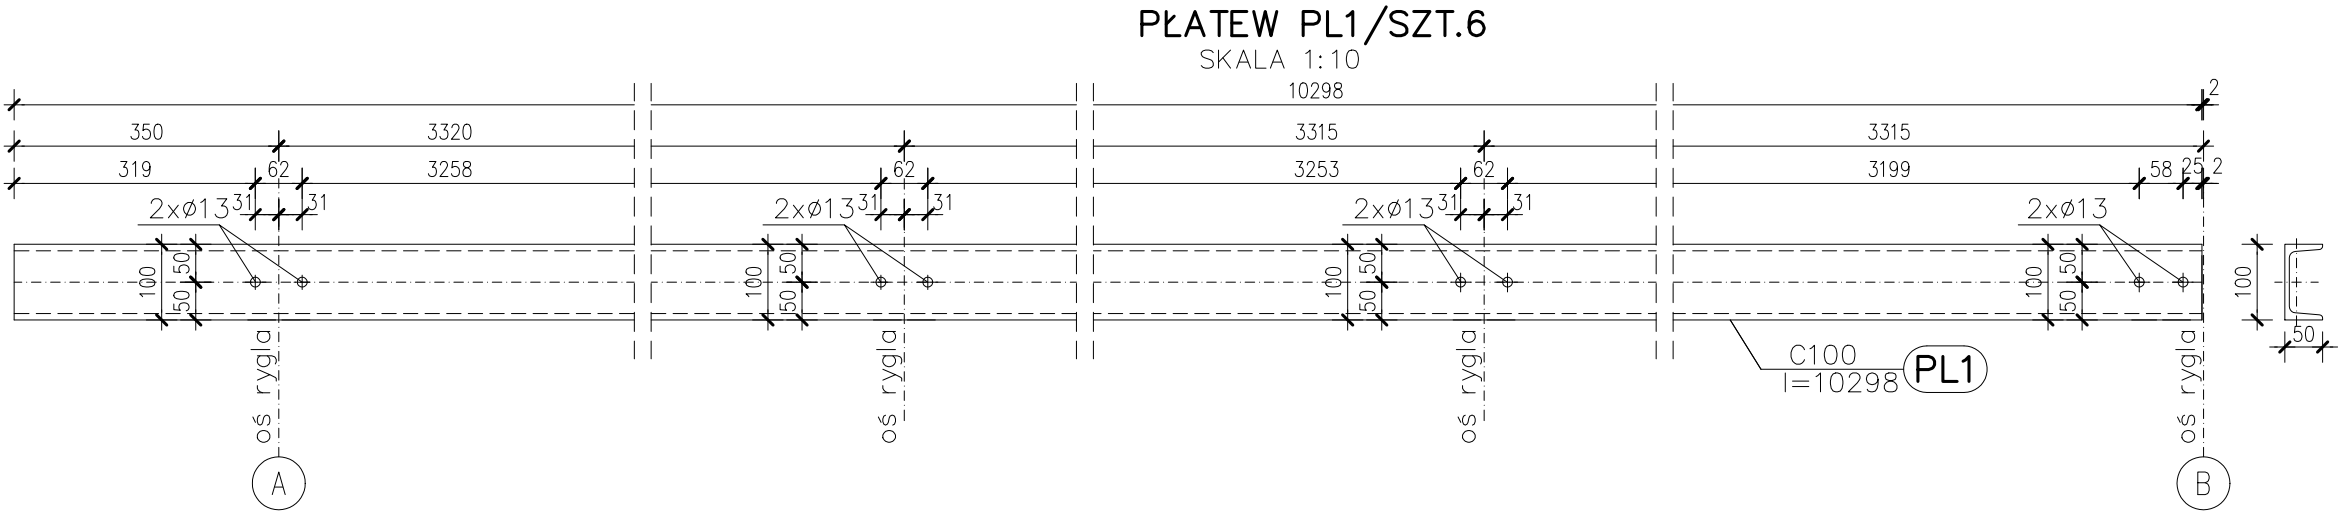 PŁATEW PL1/SZT.6
SKALA 1:10
10298 2
350 3320 3315 3315
319 62 3258 62 3253 62 3199 58 25 2
31 31 31 31 31 31
2xø13 2xø13 2xø13 2xø13
100 50 50 100 50 50 100 50 50 100 50 50 100
50
oś rygla oś rygla oś rygla oś rygla
C100
l=10298
PL1
A B